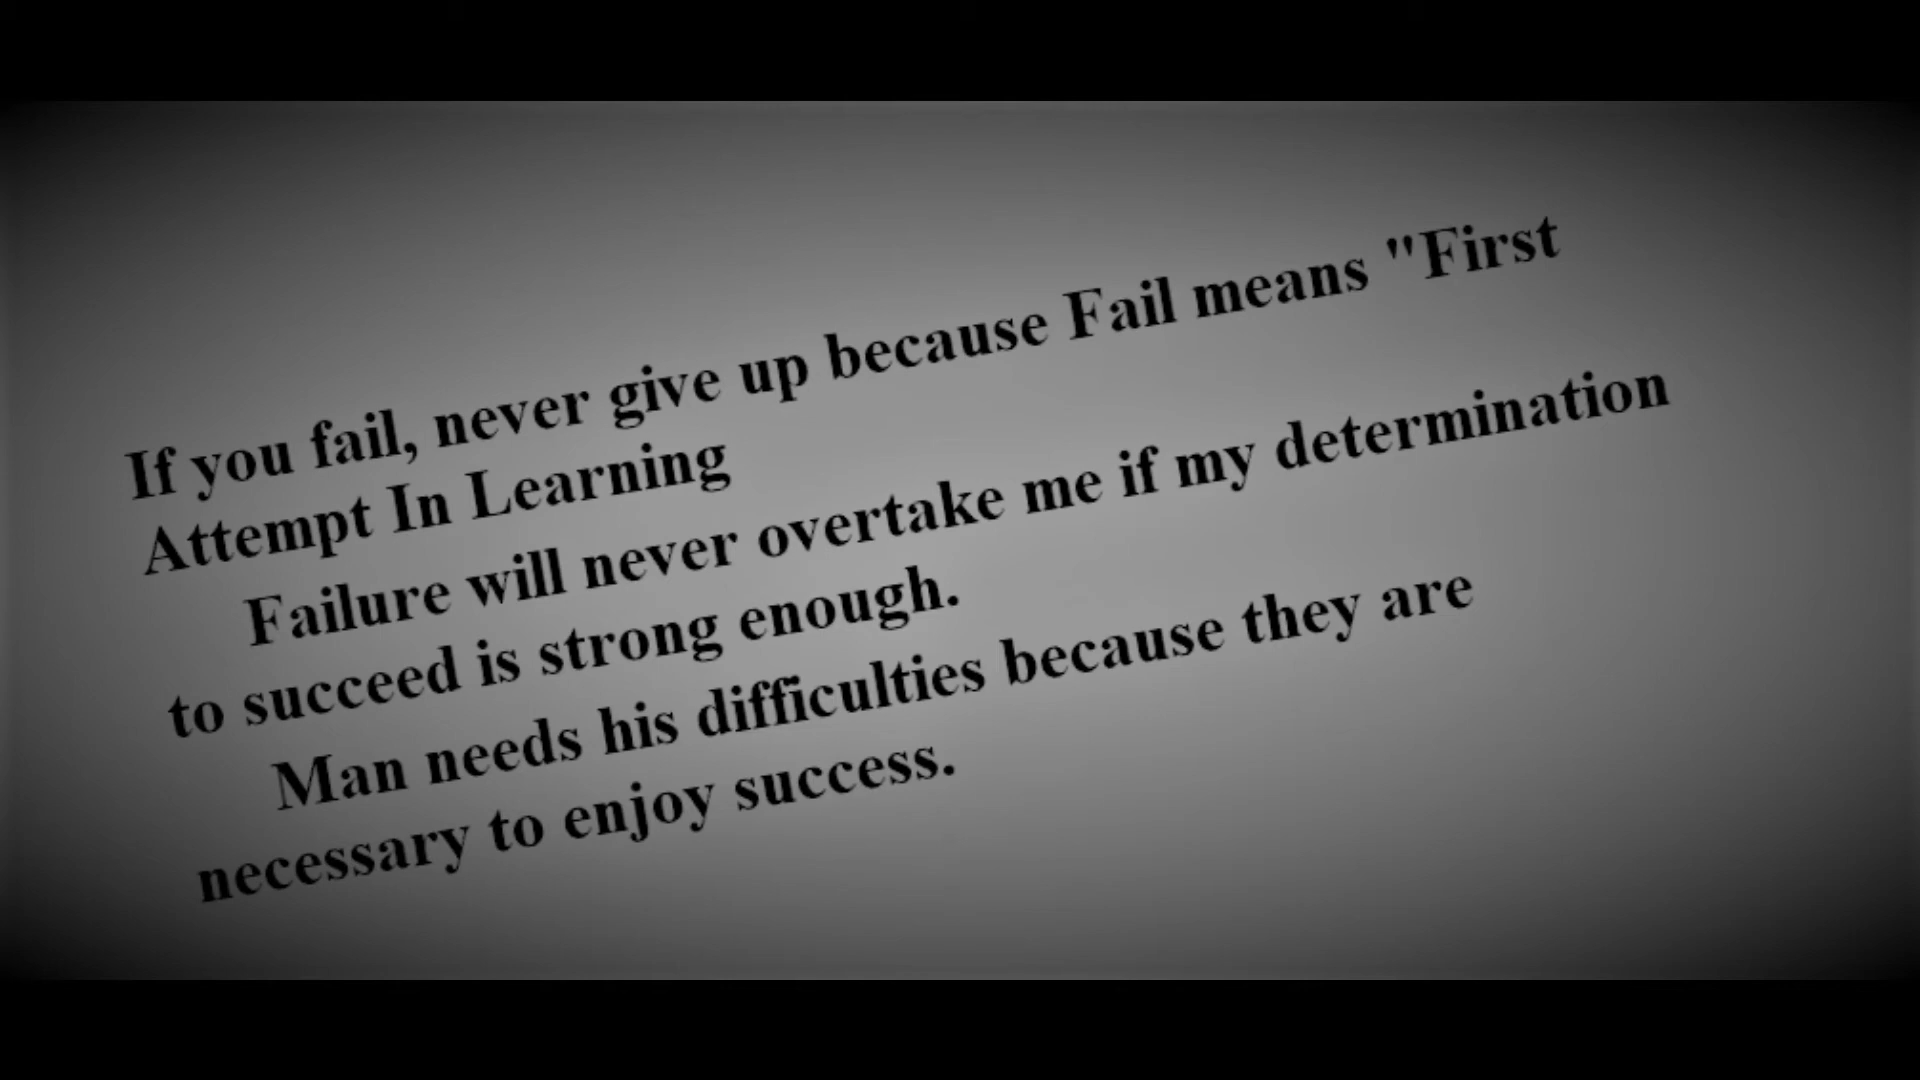 If you fail, never give up because Fail means "First
Attempt In Learning
Failure will never overtake me if my determination
to succeed is strong enough.
Man needs his difficulties because they are
necessary to enjoy success.